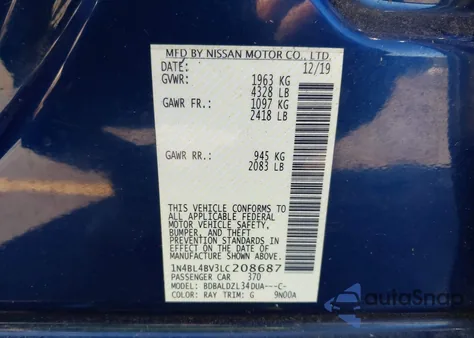 MFD BY NISSAN MOTOR CO., LTD.
DATE: 12/19
GVWR: 1963 KG
4328 LB
GAWR FR.: 1097 KG
2418 LB
GAWR RR.: 945 KG
2083 LB
THIS VEHICLE CONFORMS TO
ALL APPLICABLE FEDERAL
MOTOR VEHICLE SAFETY,
BUMPER, AND THEFT
PREVENTION STANDARDS IN
EFFECT ON THE DATE OF
MANUFACTURE SHOWN ABOVE.
1N4BL4BV3LC208687
PASSENGER CAR 370
MODEL: BDBALDZL34DUA---C-
COLOR: RAY TRIM: G 9N00A
autoSnap